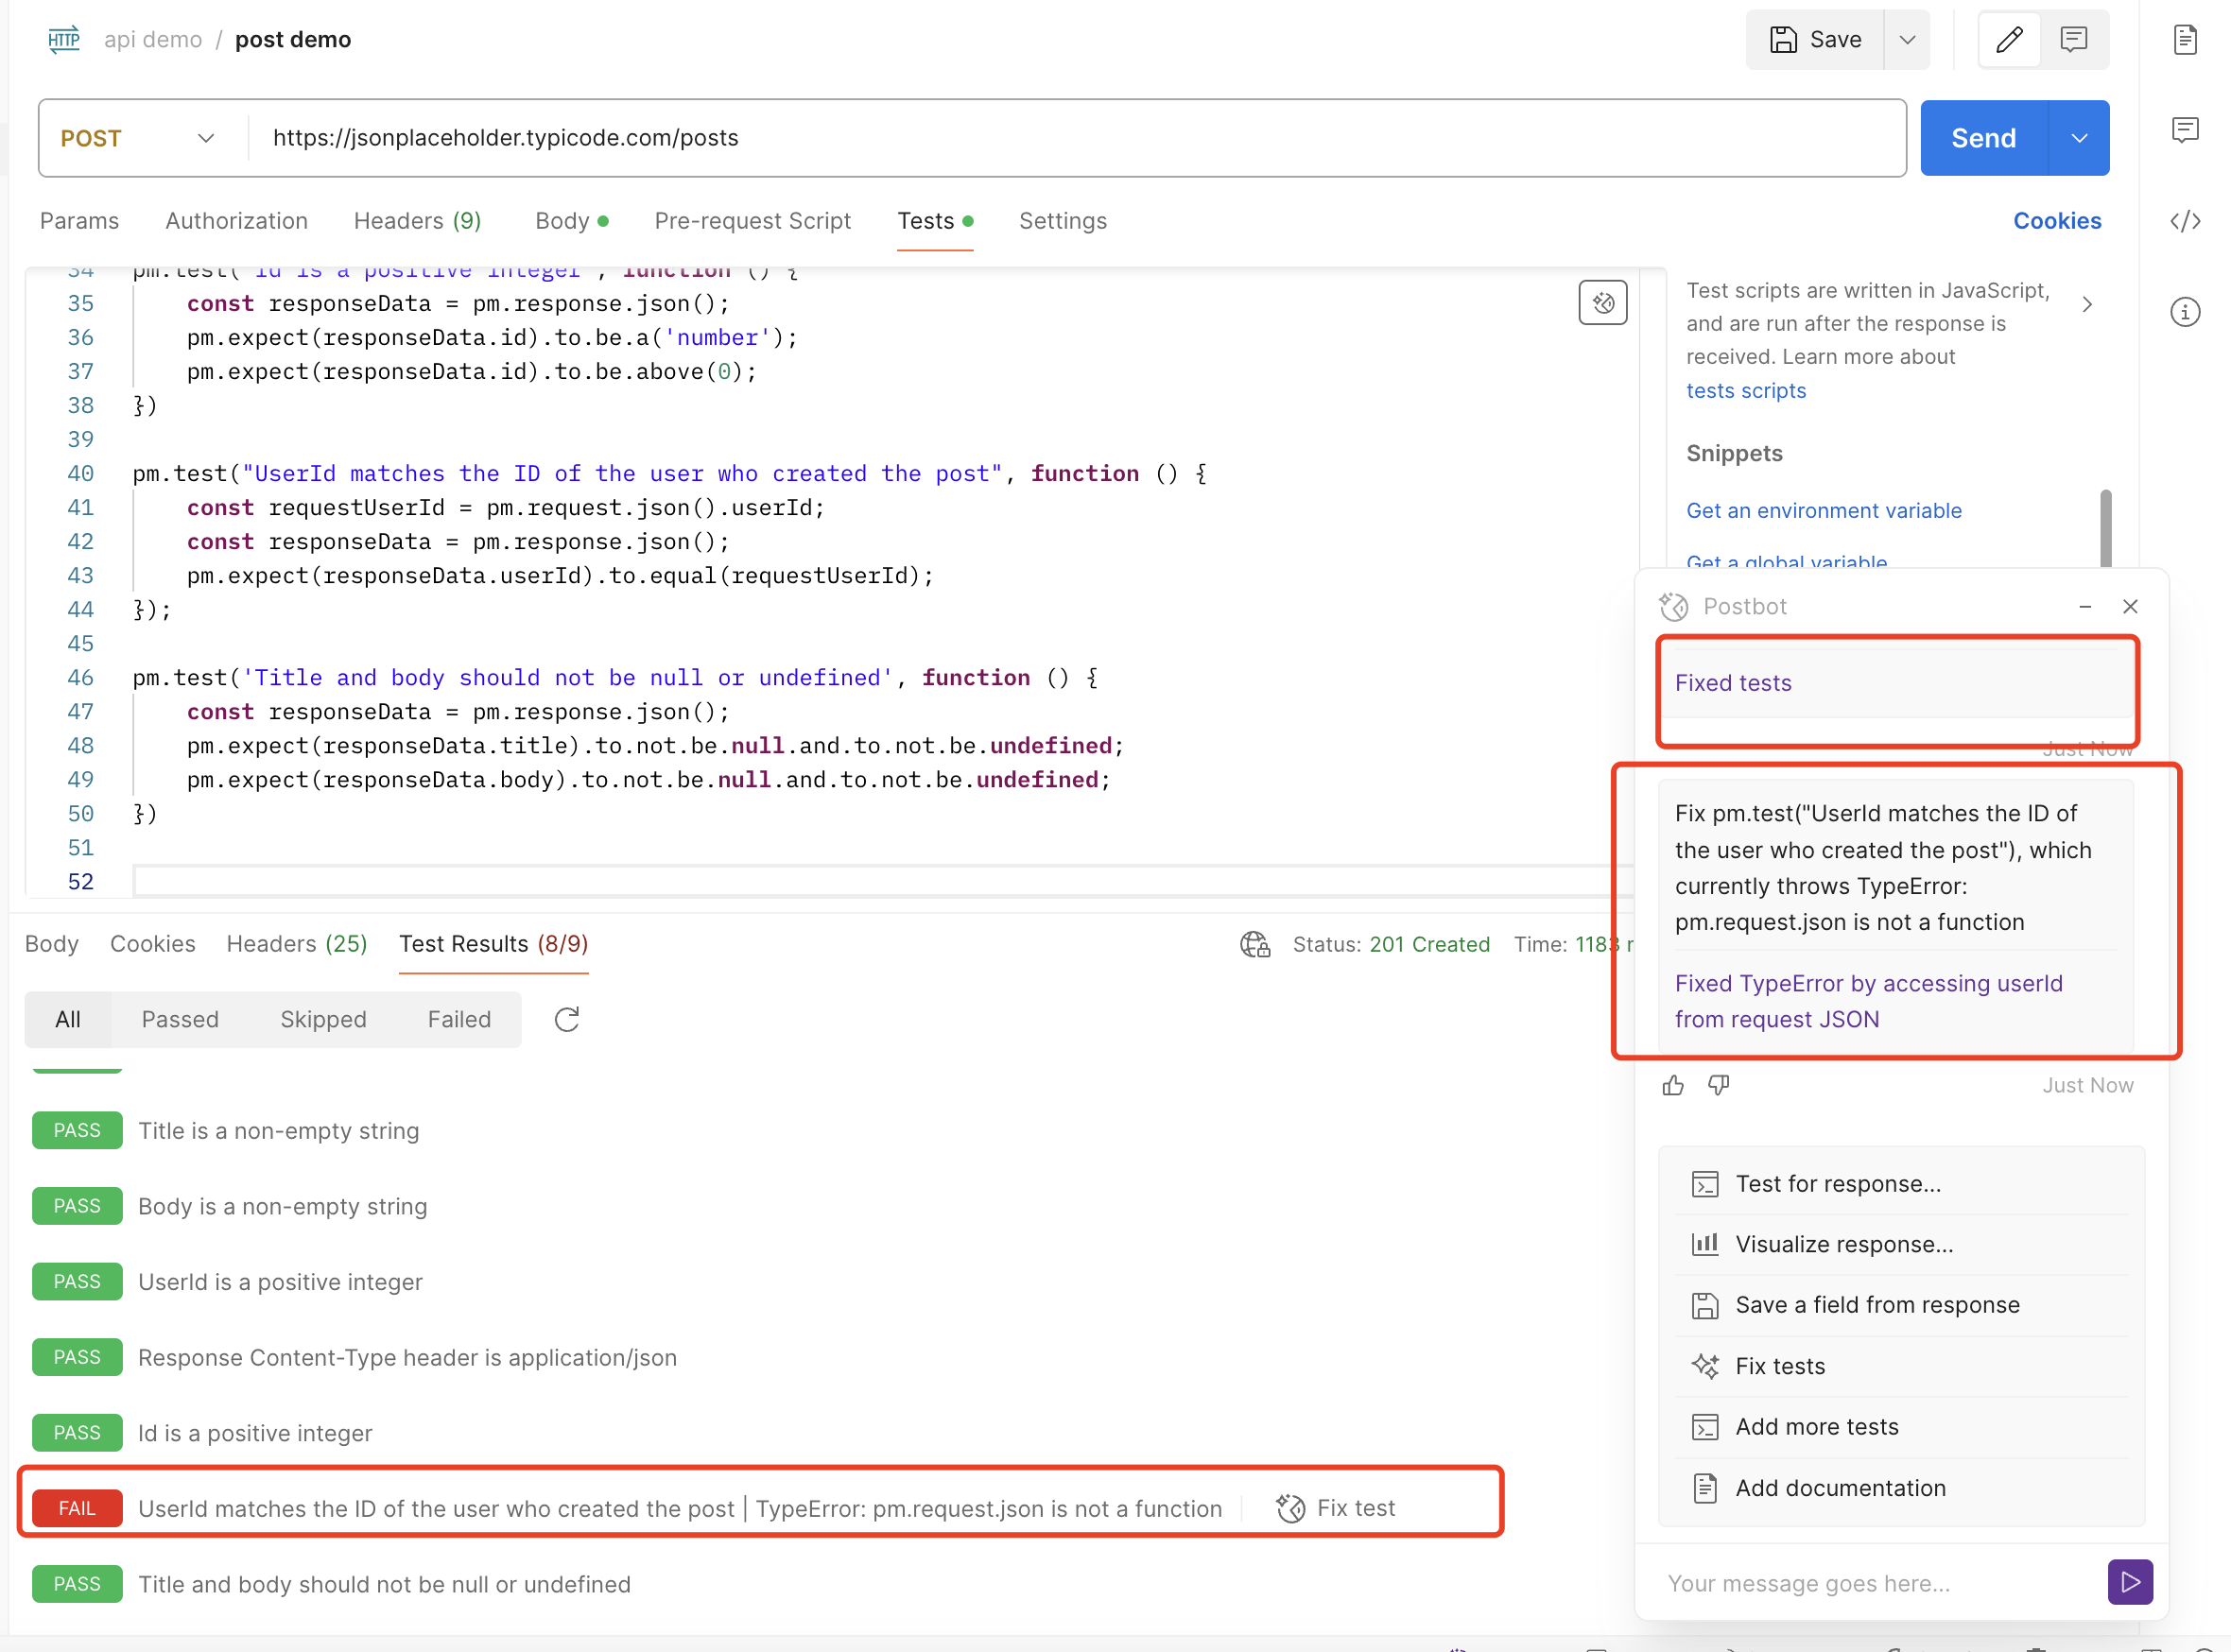 HTTP api demo / post demo
Save
POST https://jsonplaceholder.typicode.com/posts
Send
Params Authorization Headers (9) Body Pre-request Script Tests Settings
Cookies
34 pm.test('id is a positive integer', function () {
35 const responseData = pm.response.json();
36 pm.expect(responseData.id).to.be.a('number');
37 pm.expect(responseData.id).to.be.above(0);
38 })
39
40 pm.test("UserId matches the ID of the user who created the post", function () {
41 const requestUserId = pm.request.json().userId;
42 const responseData = pm.response.json();
43 pm.expect(responseData.userId).to.equal(requestUserId);
44 });
45
46 pm.test('Title and body should not be null or undefined', function () {
47 const responseData = pm.response.json();
48 pm.expect(responseData.title).to.not.be.null.and.to.not.be.undefined;
49 pm.expect(responseData.body).to.not.be.null.and.to.not.be.undefined;
50 })
51
52
Test scripts are written in JavaScript,
and are run after the response is
received. Learn more about
tests scripts
Snippets
Get an environment variable
Get a global variable
Body Cookies Headers (25) Test Results (8/9)
Status: 201 Created Time: 1183
All Passed Skipped Failed
PASS Title is a non-empty string
PASS Body is a non-empty string
PASS UserId is a positive integer
PASS Response Content-Type header is application/json
PASS Id is a positive integer
FAIL UserId matches the ID of the user who created the post | TypeError: pm.request.json is not a function Fix test
PASS Title and body should not be null or undefined
Postbot
Fixed tests
Just Now
Fix pm.test("UserId matches the ID of
the user who created the post"), which
currently throws TypeError:
pm.request.json is not a function
Fixed TypeError by accessing userId
from request JSON
Just Now
Test for response...
Visualize response...
Save a field from response
Fix tests
Add more tests
Add documentation
Your message goes here...